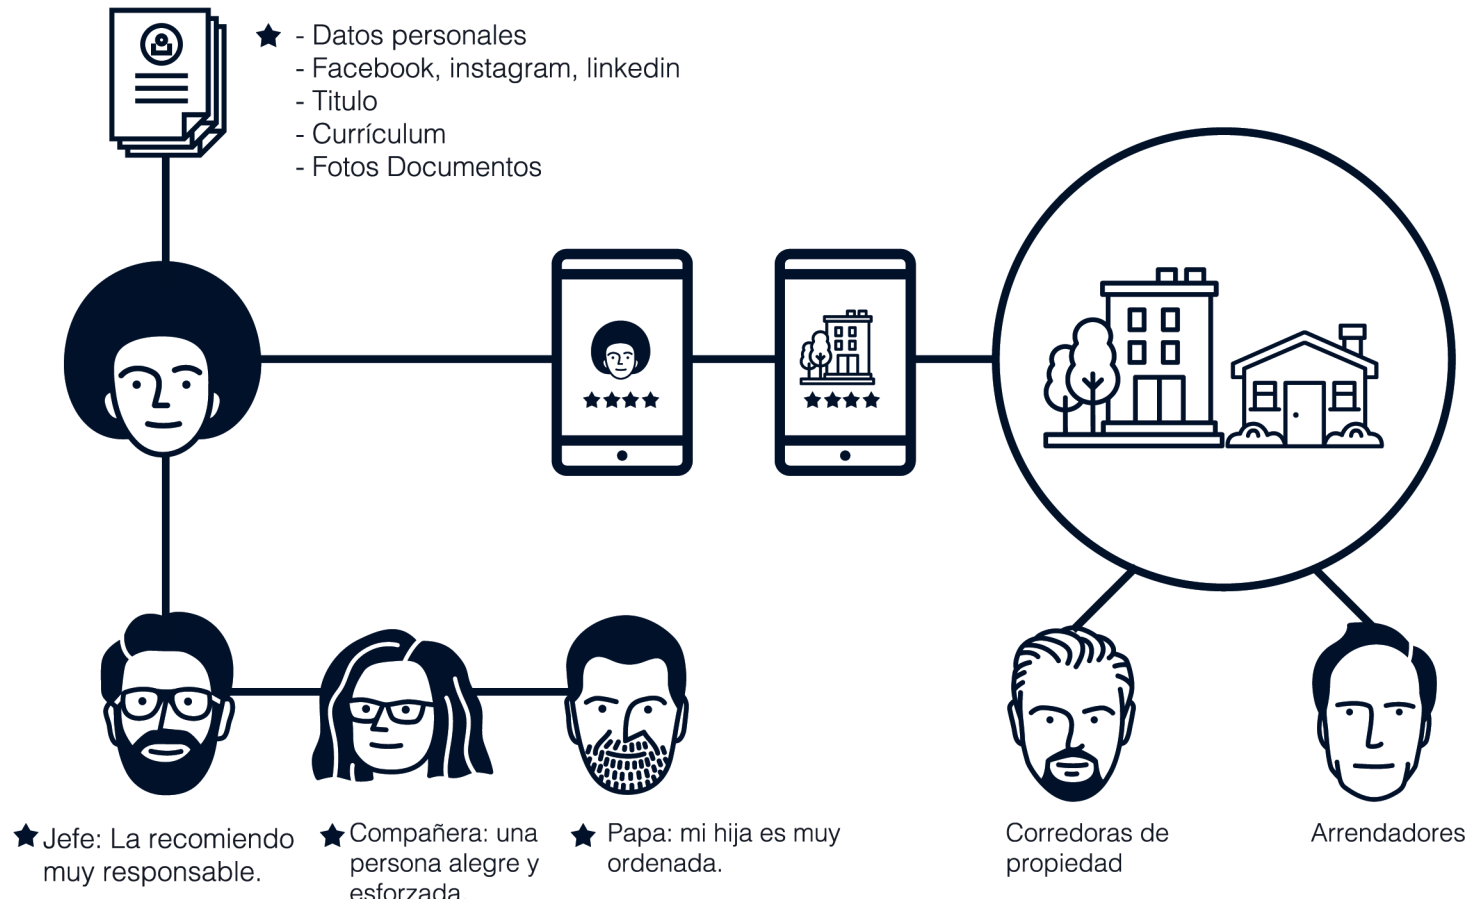 - Datos personales
- Facebook, instagram, linkedin
- Titulo
- Currículum
- Fotos Documentos
Jefe: La recomiendo
muy responsable.
Compañera: una
persona alegre y
esforzada.
Papa: mi hija es muy
ordenada.
Corredoras de
propiedad
Arrendadores